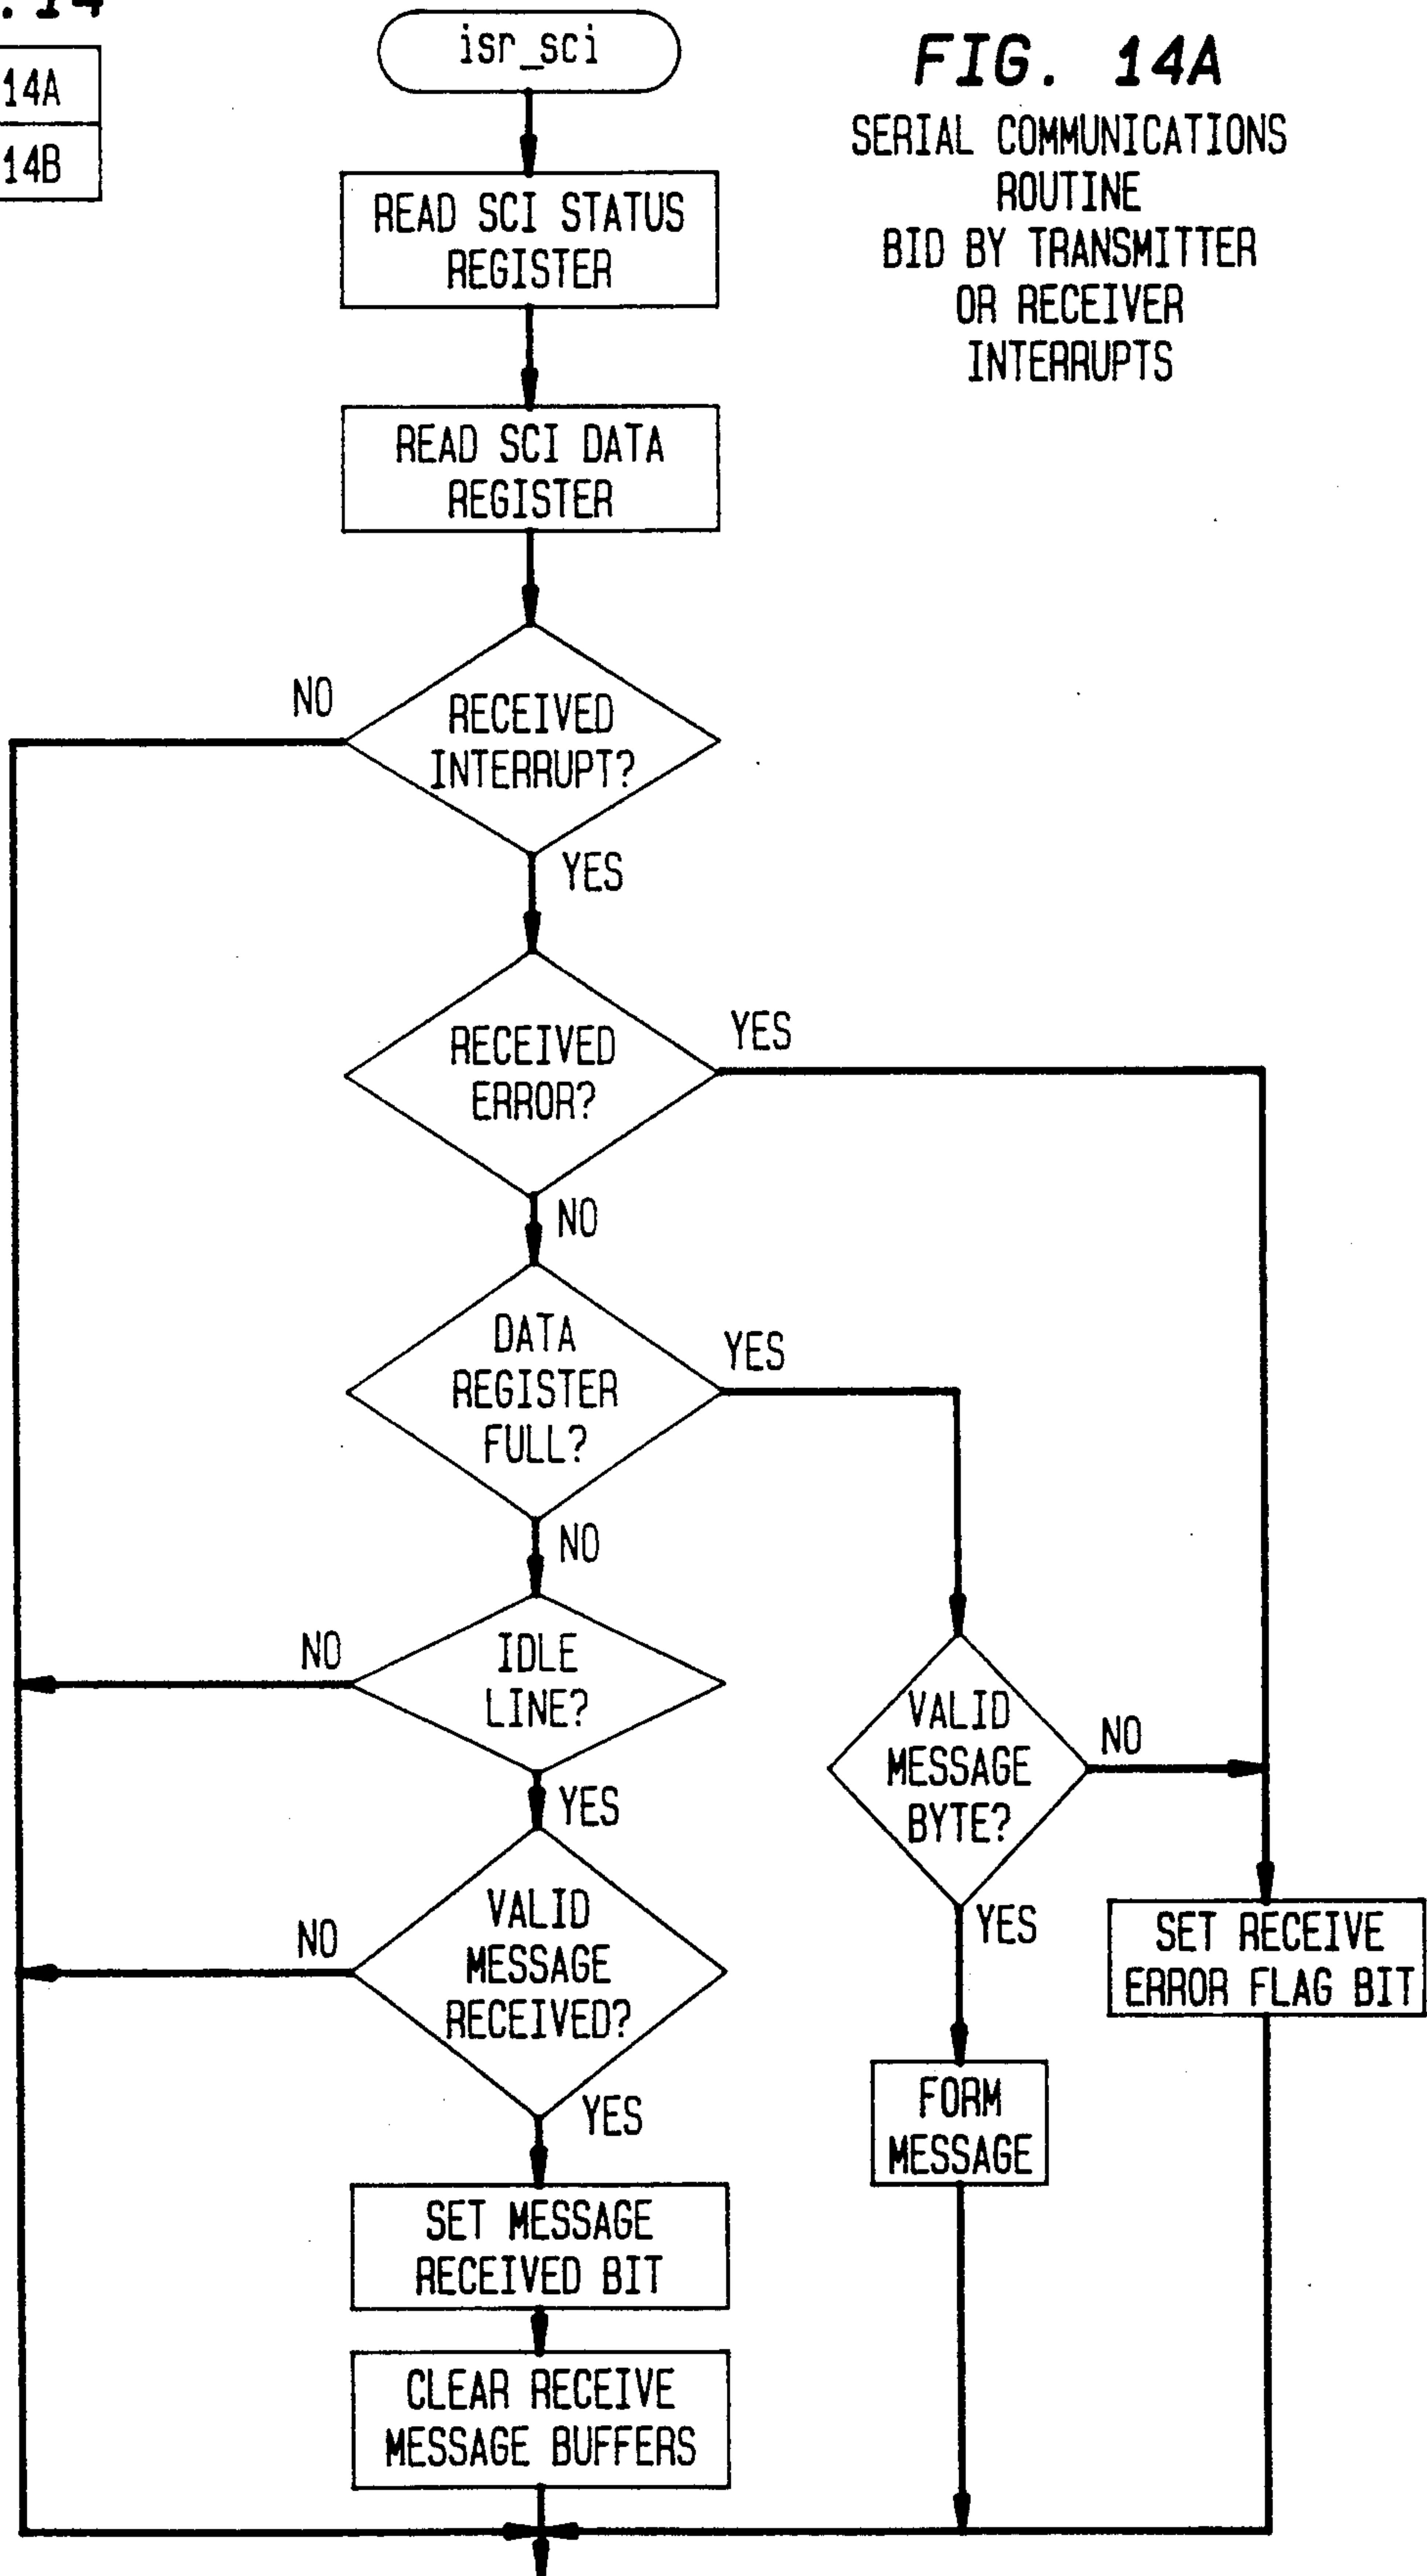 .14
14A
14B
isr_sci
FIG. 14A
SERIAL COMMUNICATIONS
ROUTINE
BID BY TRANSMITTER
OR RECEIVER
INTERRUPTS
READ SCI STATUS
REGISTER
READ SCI DATA
REGISTER
NO
RECEIVED
INTERRUPT?
YES
RECEIVED
ERROR?
YES
NO
DATA
REGISTER
FULL?
YES
NO
NO
IDLE
LINE?
YES
VALID
MESSAGE
BYTE?
NO
YES
NO
VALID
MESSAGE
RECEIVED?
YES
SET RECEIVE
ERROR FLAG BIT
FORM
MESSAGE
SET MESSAGE
RECEIVED BIT
CLEAR RECEIVE
MESSAGE BUFFERS